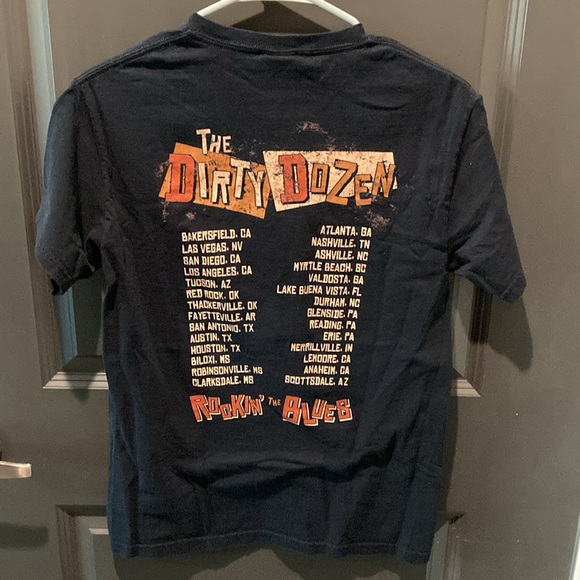 THE
DIRTY DOZEN
BAKERSFIELD, CA
LAS VEGAS, NV
SAN DIEGO, CA
LOS ANGELES, CA
TUCSON, AZ
RED ROCK, OK
THACKERVILLE, OK
FAYETTEVILLE, AR
SAN ANTONIO, TX
AUSTIN, TX
HOUSTON, TX
BILOXI, MS
ROBINSONVILLE, MS
CLARKSDALE, MS
ATLANTA, GA
NASHVILLE, TN
ASHVILLE, NC
MYRTLE BEACH, SC
VALDOSTA, GA
LAKE BUENA VISTA, FL
DURHAM, NC
GLENSIDE, PA
READING, PA
ERIE, PA
MERRILLVILLE, IN
LEMOORE, CA
ANAHEIM, CA
SCOTTSDALE, AZ
ROCKIN' THE BLUES